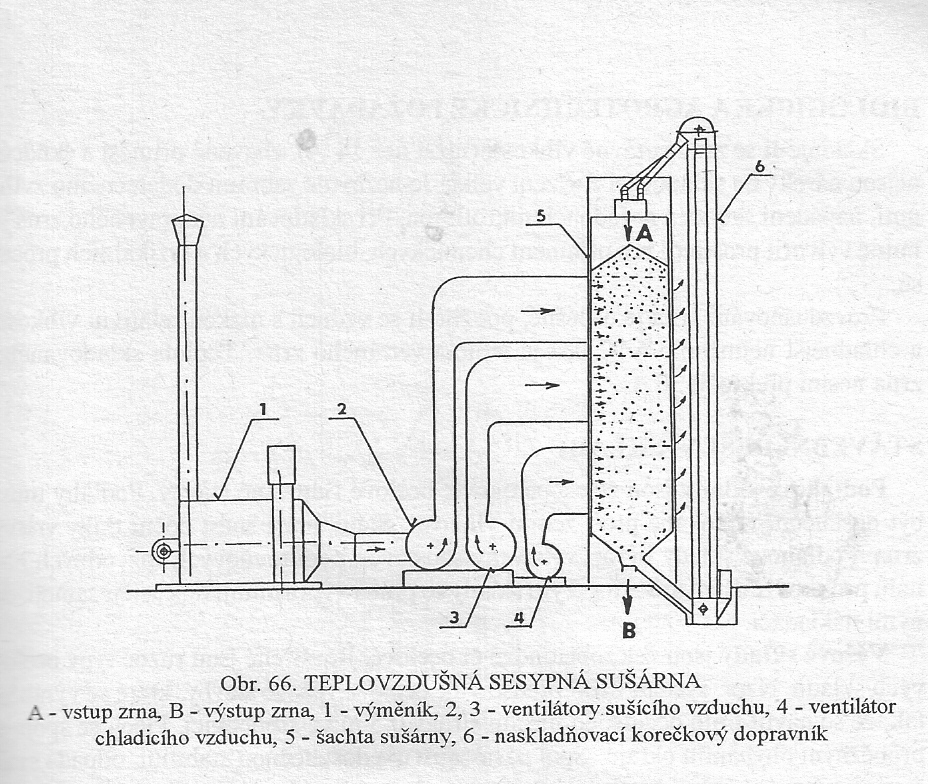 6
A
5
1
2
3
4
B
Obr. 66. TEPLOVZDUŠNÁ SESYPNÁ SUŠÁRNA
A - vstup zrna, B - výstup zrna, 1 - výměník, 2, 3 - ventilátory sušícího vzduchu, 4 - ventilátor
chladicího vzduchu, 5 - šachta sušárny, 6 - naskladňovací korečkový dopravník